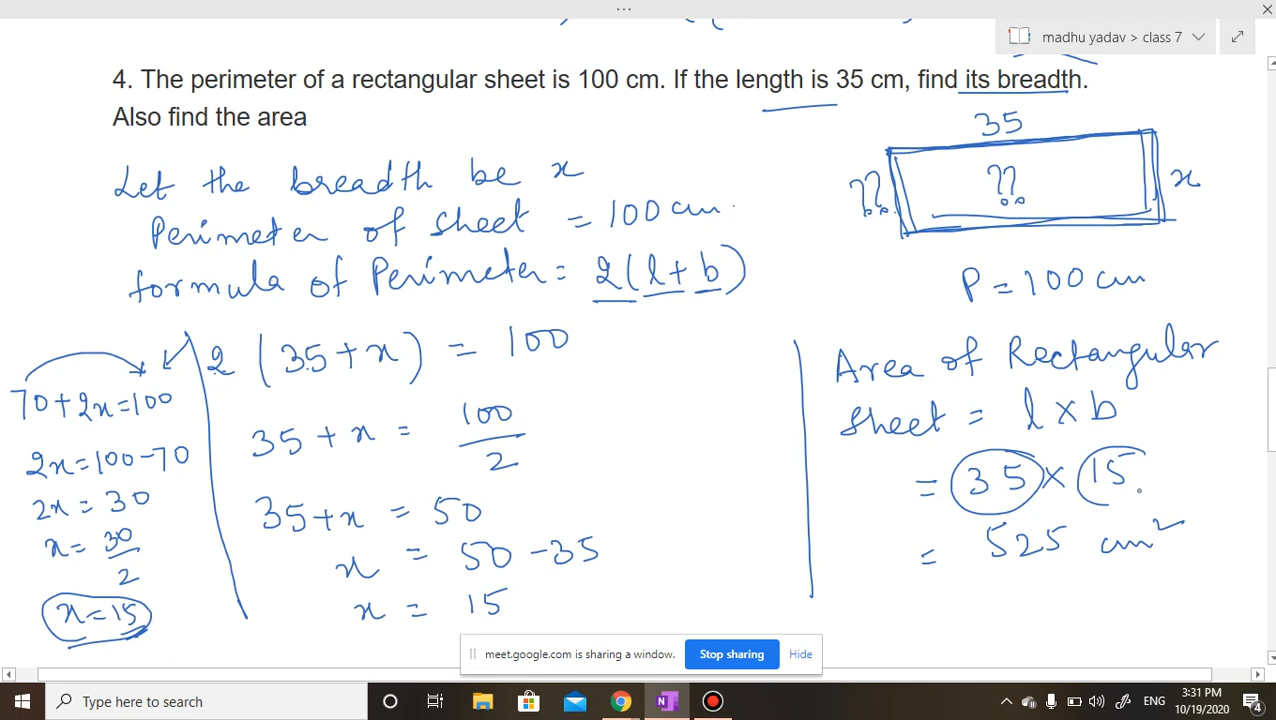 madhu yadav > class 7
4. The perimeter of a rectangular sheet is 100 cm. If the length is 35 cm, find its breadth.
Also find the area
35
??
??
x
P = 100 cm
Let the breadth be x
Perimeter of sheet = 100 cm
formula of Perimeter = 2(l+b)
2(35+x) = 100
35+x = 100/2
35+x = 50
x = 50-35
x = 15
70+2x=100
2x=100-70
2x=30
x=30/2
x=15
Area of Rectangular
sheet = l×b
= 35×15
= 525 cm²
meet.google.com is sharing a window.
Stop sharing
Hide
Type here to search
ENG
3:31 PM
10/19/2020
4